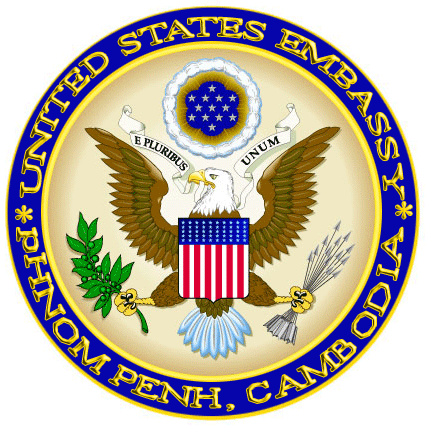 UNITED STATES EMBASSY
E PLURIBUS UNUM
*PHNOM PENH, CAMBODIA*